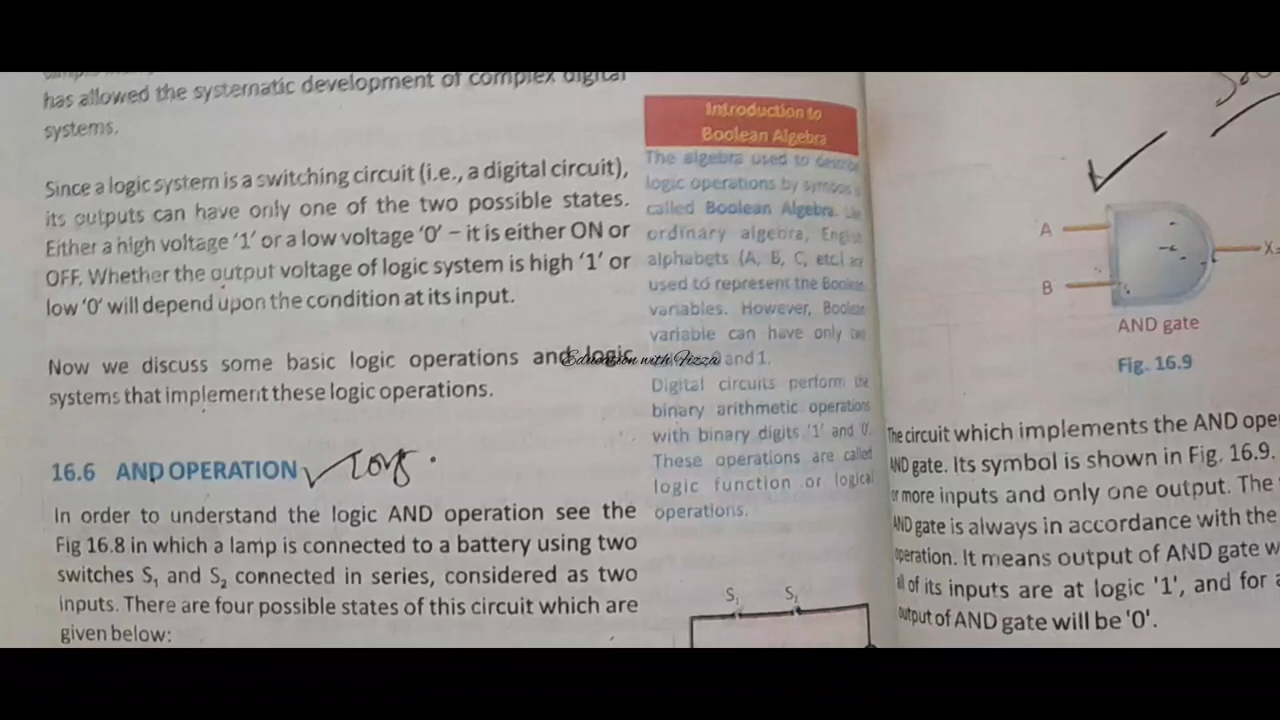 has allowed the systematic development of complex digital
systems.
Since a logic system is a switching circuit (i.e., a digital circuit),
its outputs can have only one of the two possible states.
Either a high voltage '1' or a low voltage '0' – it is either ON or
OFF. Whether the output voltage of logic system is high '1' or
low '0' will depend upon the condition at its input.
Now we discuss some basic logic operations and logic
systems that implement these logic operations.
16.6 AND OPERATION
In order to understand the logic AND operation see the
Fig 16.8 in which a lamp is connected to a battery using two
switches S₁ and S₂ connected in series, considered as two
inputs. There are four possible states of this circuit which are
given below:
Introduction to
Boolean Algebra
The algebra used to describe
logic operations by symbols is
called Boolean Algebra. Like
ordinary algebra, English
alphabets (A, B, C, etc.) are
used to represent the Boolean
variables. However, Boolean
variable can have only two
0 and 1.
Digital circuits perform the
binary arithmetic operations
with binary digits '1' and '0'.
These operations are called
logic function or logical
operations.
Education with Fizza
S₁ S₂
A
B
X=
AND gate
Fig. 16.9
The circuit which implements the AND ope
AND gate. Its symbol is shown in Fig. 16.9.
or more inputs and only one output. The
AND gate is always in accordance with the
operation. It means output of AND gate w
all of its inputs are at logic '1', and for a
output of AND gate will be '0'.